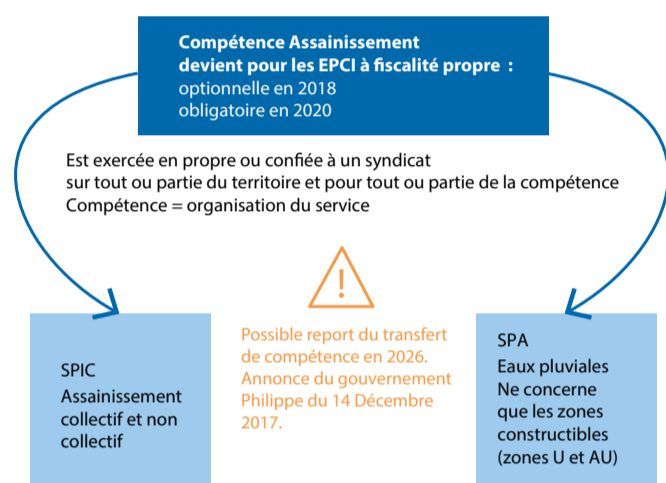 Compétence Assainissement
devient pour les EPCI à fiscalité propre :
optionnelle en 2018
obligatoire en 2020
Est exercée en propre ou confiée à un syndicat
sur tout ou partie du territoire et pour tout ou partie de la compétence
Compétence = organisation du service
!
Possible report du transfert
de compétence en 2026.
Annonce du gouvernement
Philippe du 14 Décembre
2017.
SPIC
Assainissement
collectif et non
collectif
SPA
Eaux pluviales
Ne concerne
que les zones
constructibles
(zones U et AU)